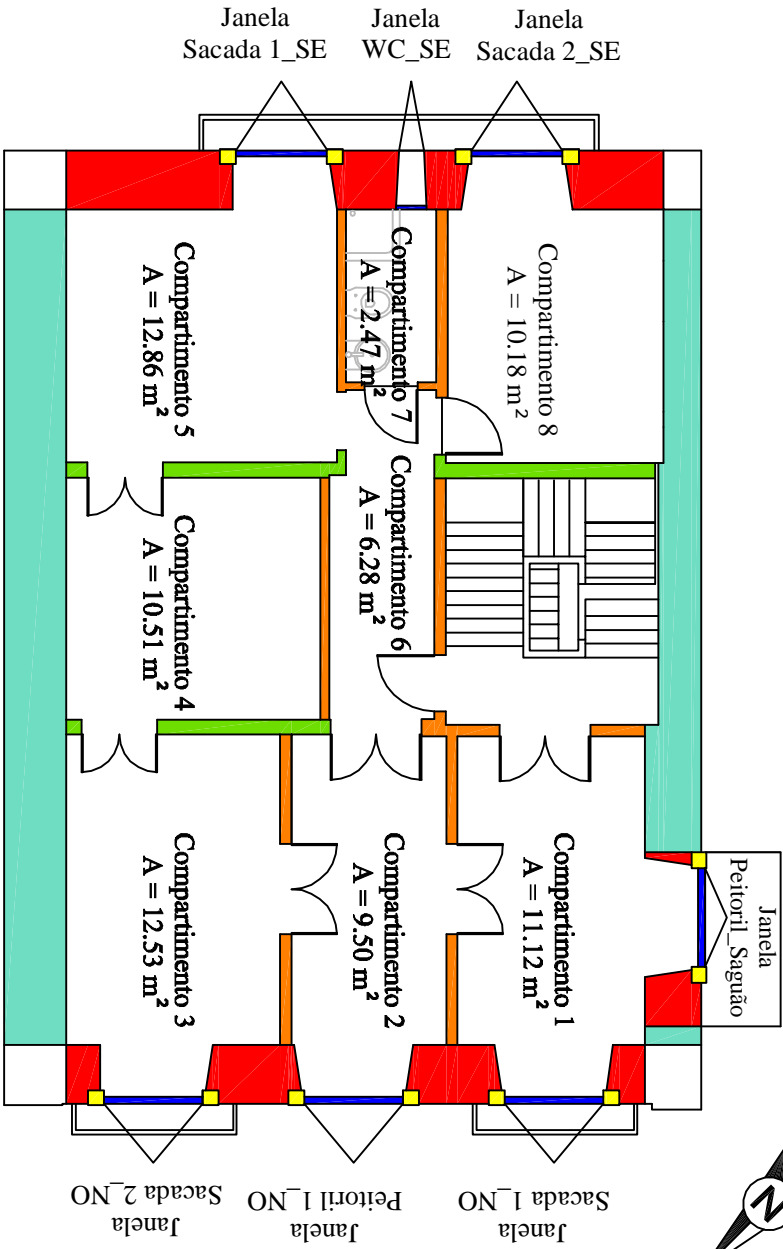 Janela
Sacada 1_SE
Janela
WC_SE
Janela
Sacada 2_SE
Compartimento 5
A = 12.86 m²
Compartimento 7
A = 2.47 m²
Compartimento 8
A = 10.18 m²
Compartimento 4
A = 10.51 m²
Compartimento 6
A = 6.28 m²
Compartimento 3
A = 12.53 m²
Compartimento 2
A = 9.50 m²
Compartimento 1
A = 11.12 m²
Janela
Peitoril_Saguão
Janela
Sacada 2_NO
Janela
Peitoril 1_NO
Janela
Sacada 1_NO
N